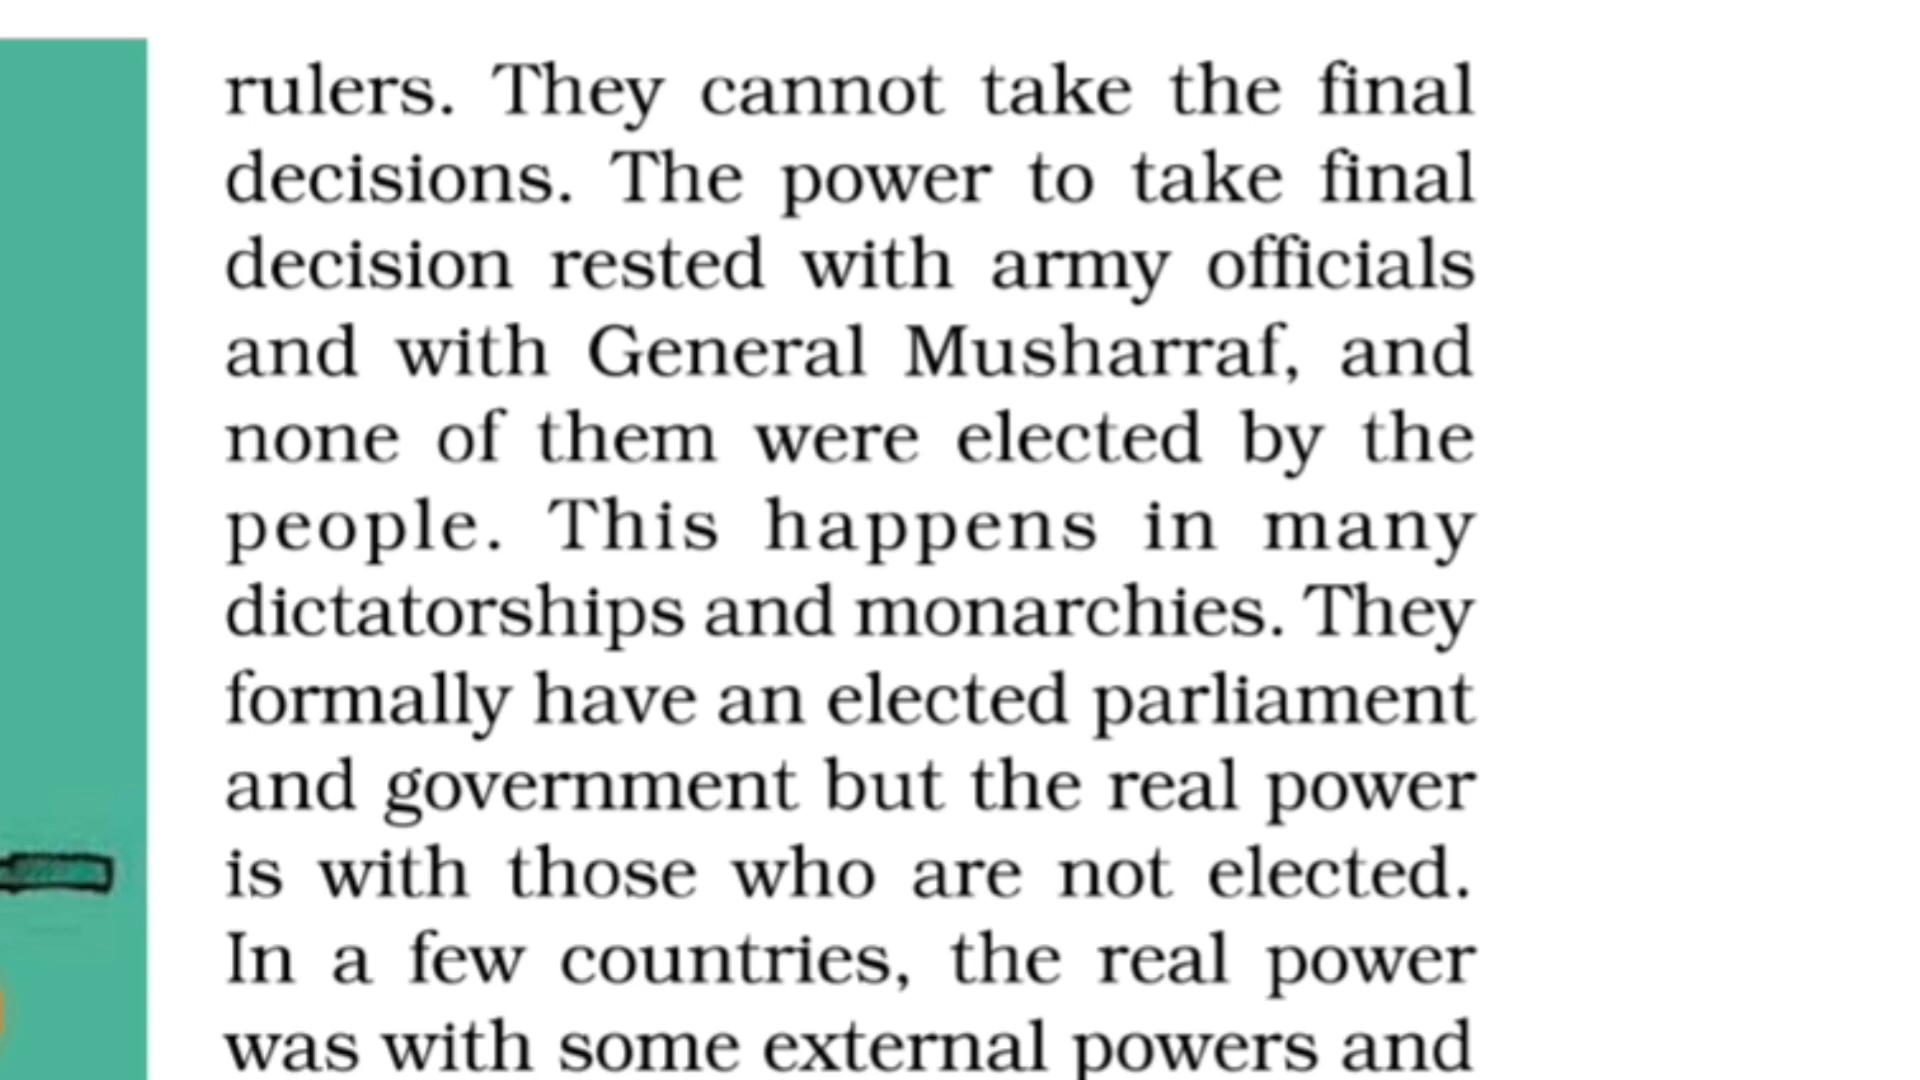 rulers. They cannot take the final
decisions. The power to take final
decision rested with army officials
and with General Musharraf, and
none of them were elected by the
people. This happens in many
dictatorships and monarchies. They
formally have an elected parliament
and government but the real power
is with those who are not elected.
In a few countries, the real power
was with some external powers and